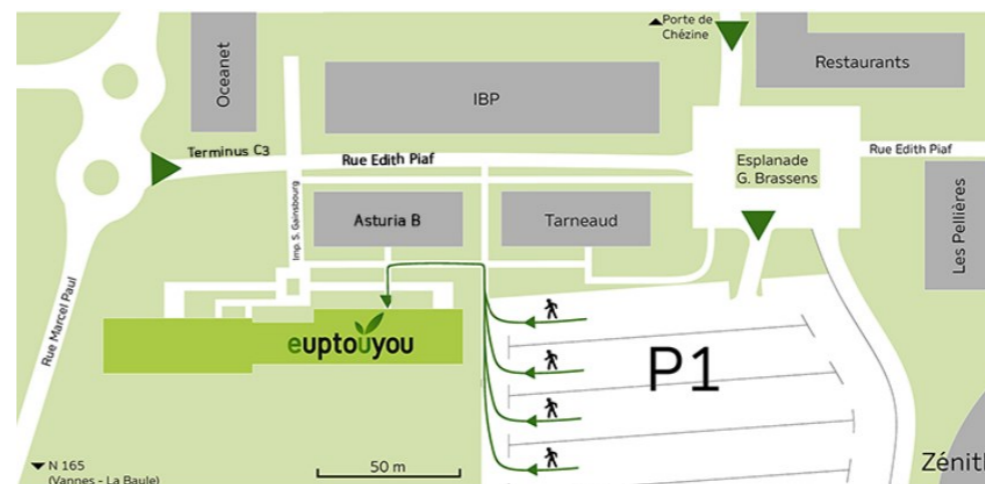 Porte de
Chézine
Oceanet
Restaurants
IBP
Terminus C3
Rue Edith Piaf
Esplanade
G. Brassens
Rue Edith Piaf
Imp. S. Gainsbourg
Asturia B
Tarneaud
Les Pellières
Rue Marcel Paul
euptouyou
P1
N 165
(Vannes - La Baule)
50 m
Zénith